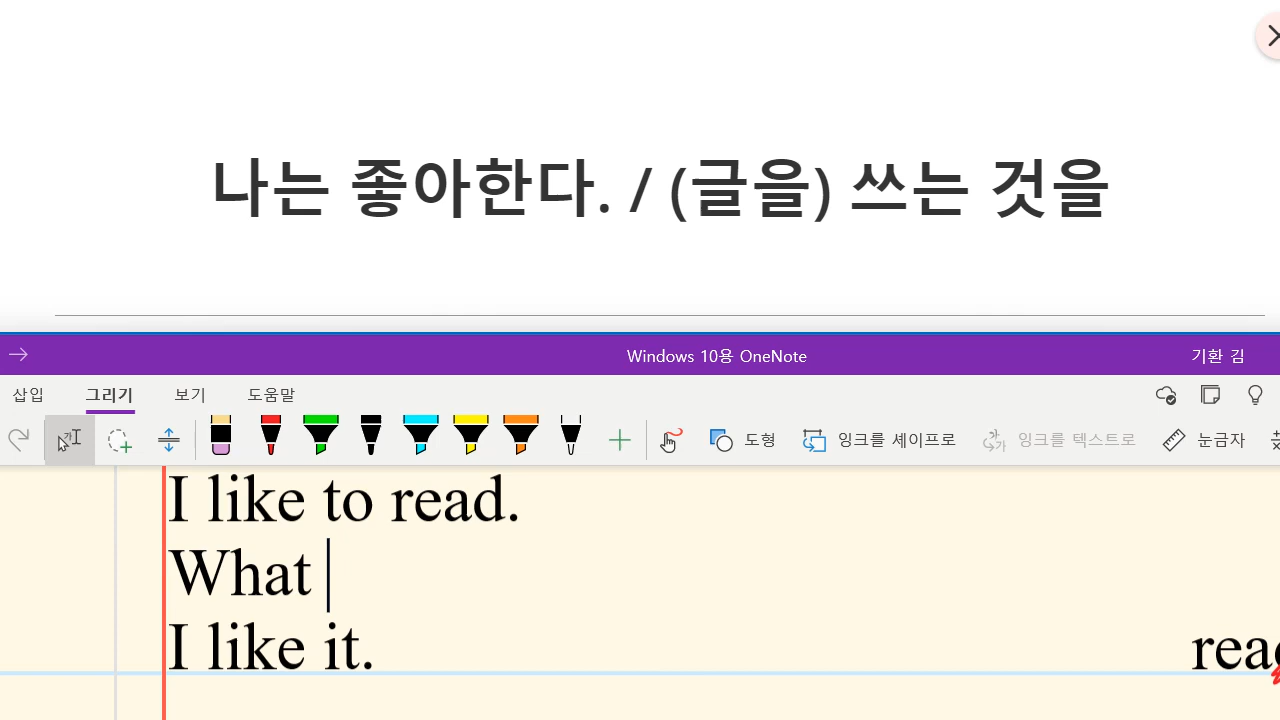 나는 좋아한다. / (글을) 쓰는 것을
Windows 10용 OneNote
기환 김
삽입 그리기 보기 도움말
도형 잉크를 셰이프로 잉크를 텍스트로 눈금자
I like to read.
What
I like it.